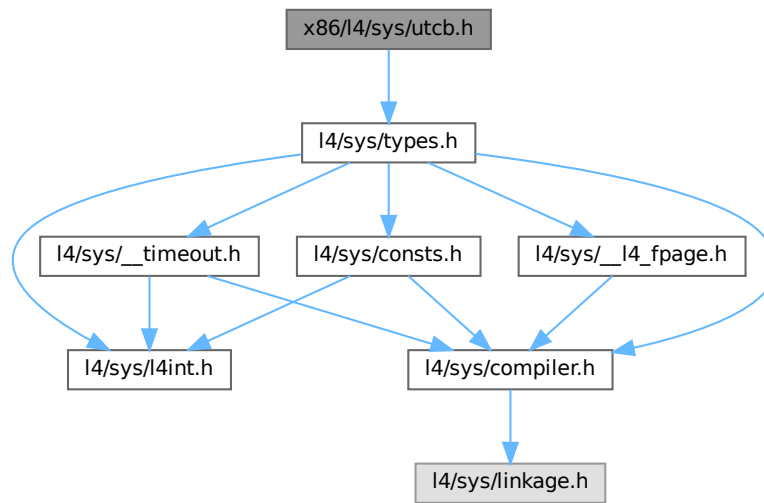 x86/l4/sys/utcb.h
l4/sys/types.h
l4/sys/__timeout.h
l4/sys/consts.h
l4/sys/__l4_fpage.h
l4/sys/l4int.h
l4/sys/compiler.h
l4/sys/linkage.h